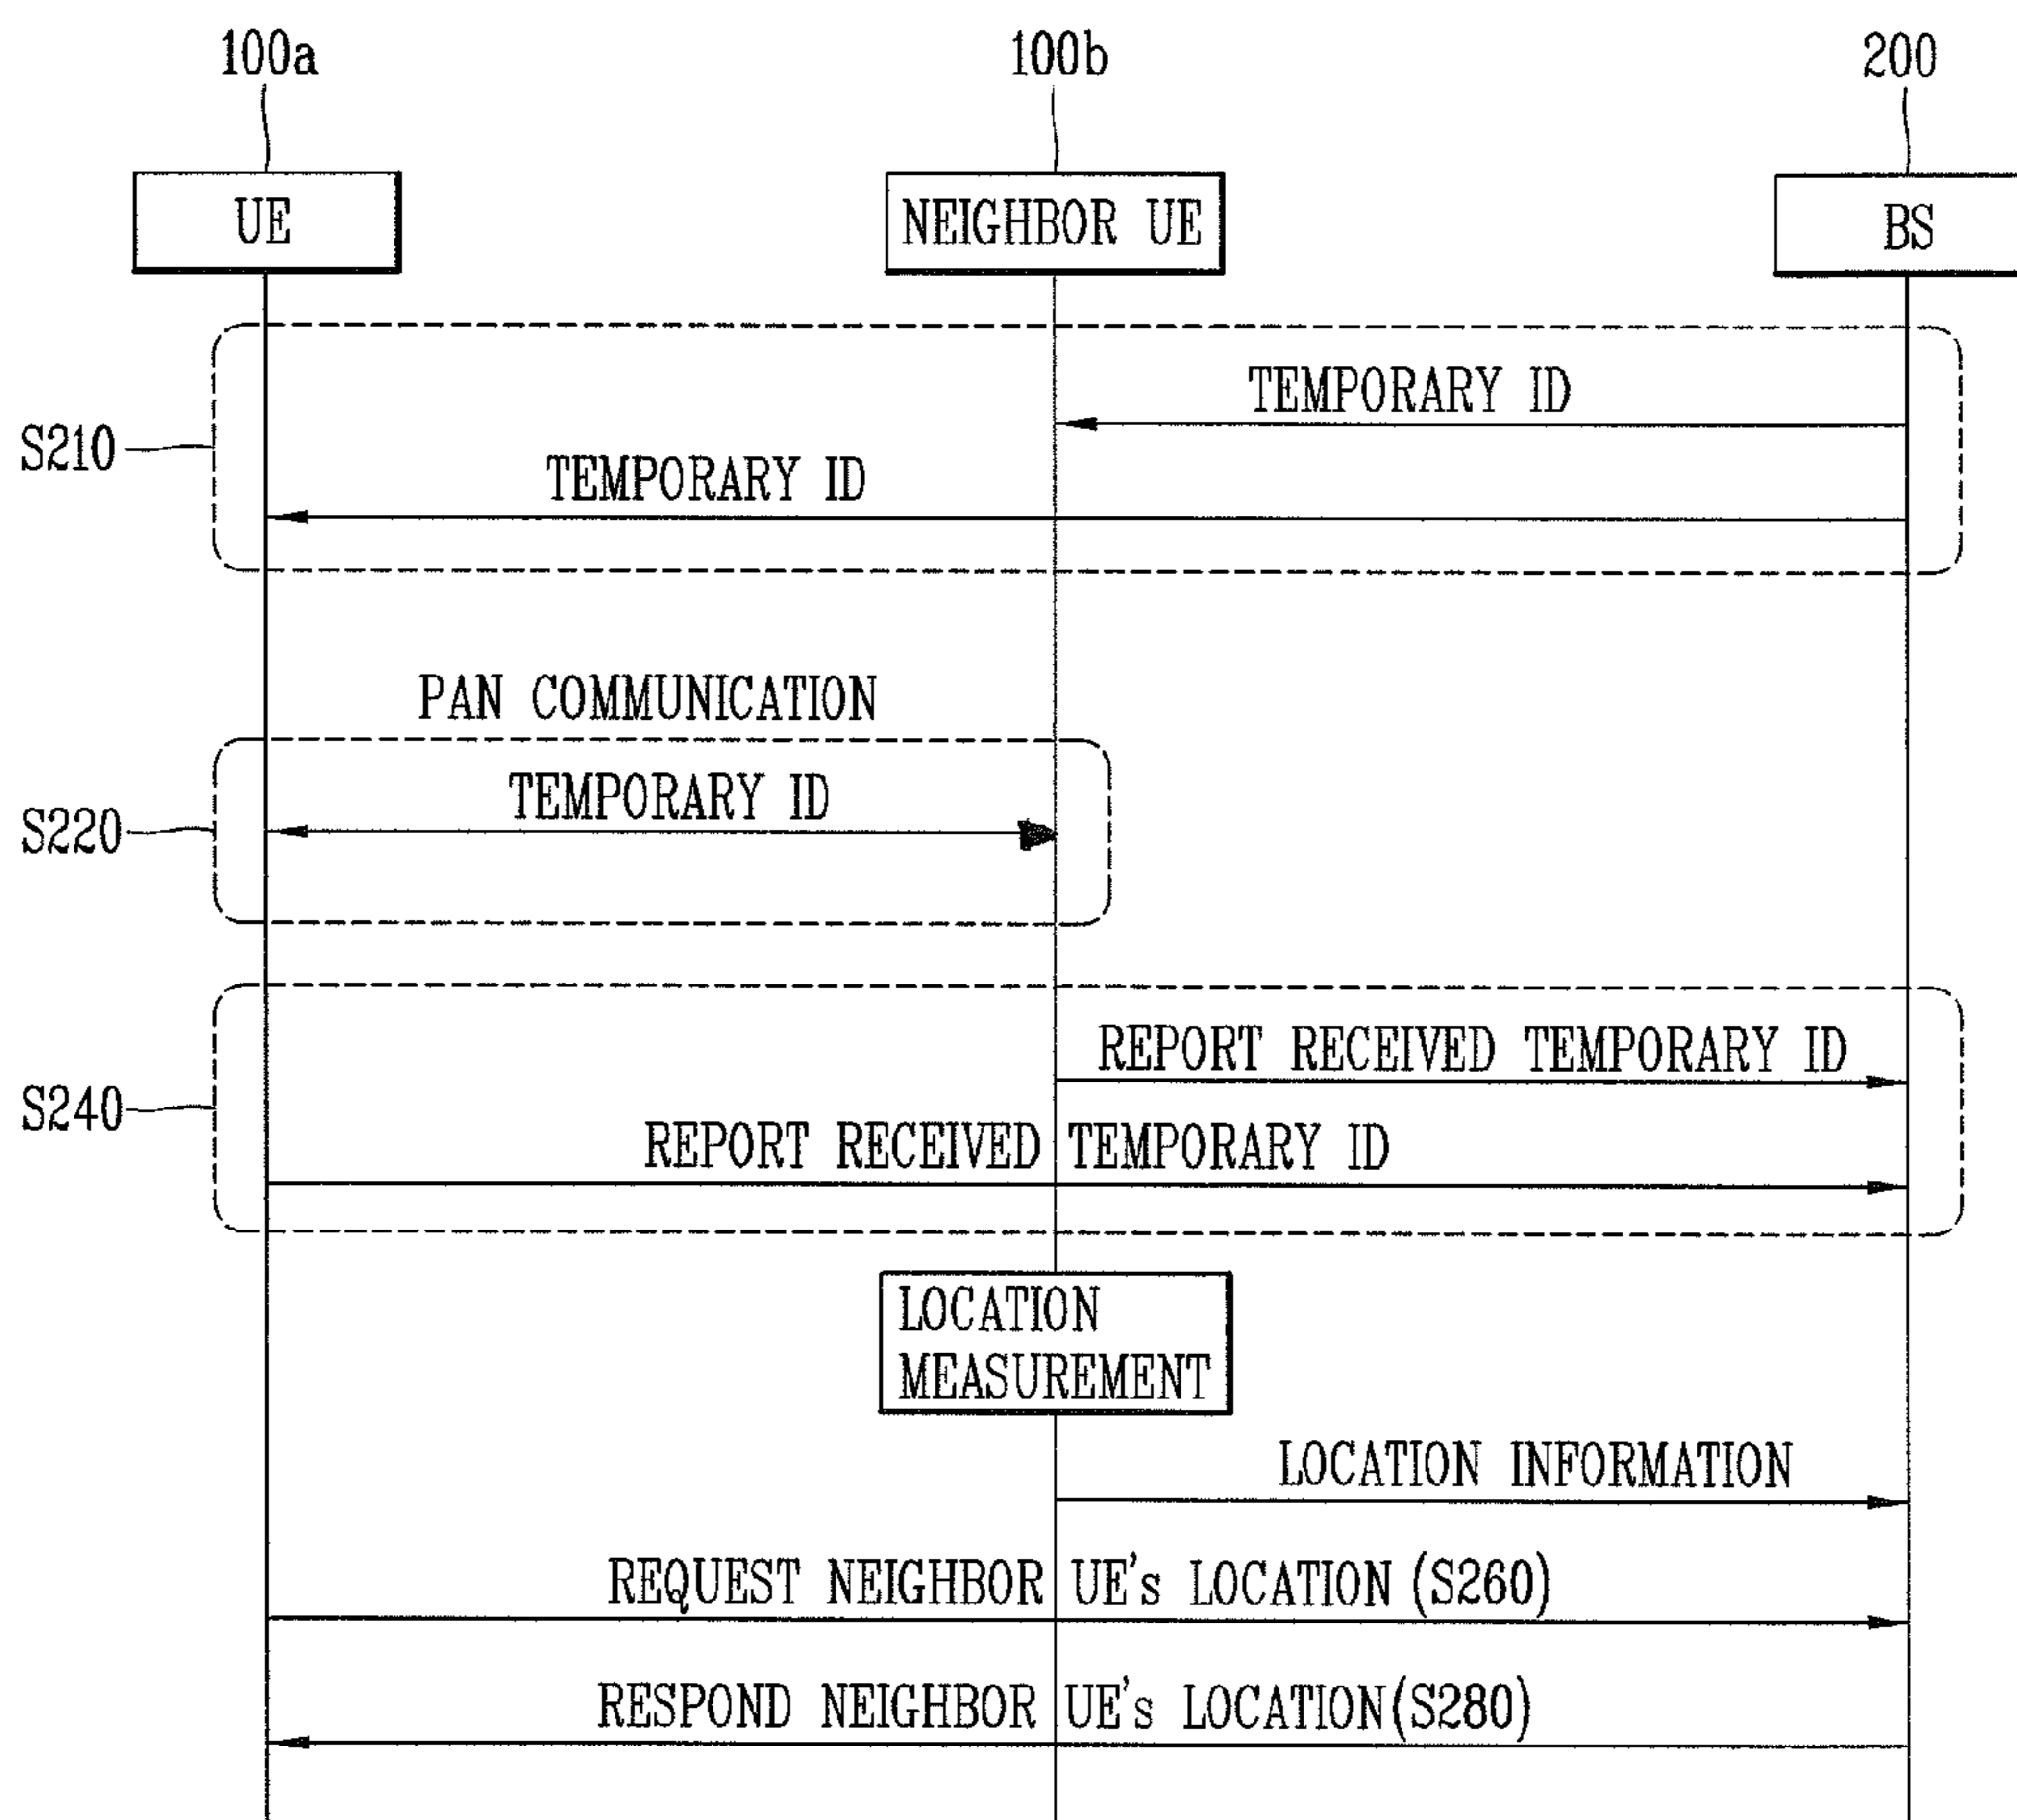 100a
100b
200
UE
NEIGHBOR UE
BS
TEMPORARY ID
S210
TEMPORARY ID
PAN COMMUNICATION
TEMPORARY ID
S220
REPORT RECEIVED TEMPORARY ID
S240
REPORT RECEIVED TEMPORARY ID
LOCATION
MEASUREMENT
LOCATION INFORMATION
REQUEST NEIGHBOR UE's LOCATION (S260)
RESPOND NEIGHBOR UE's LOCATION(S280)